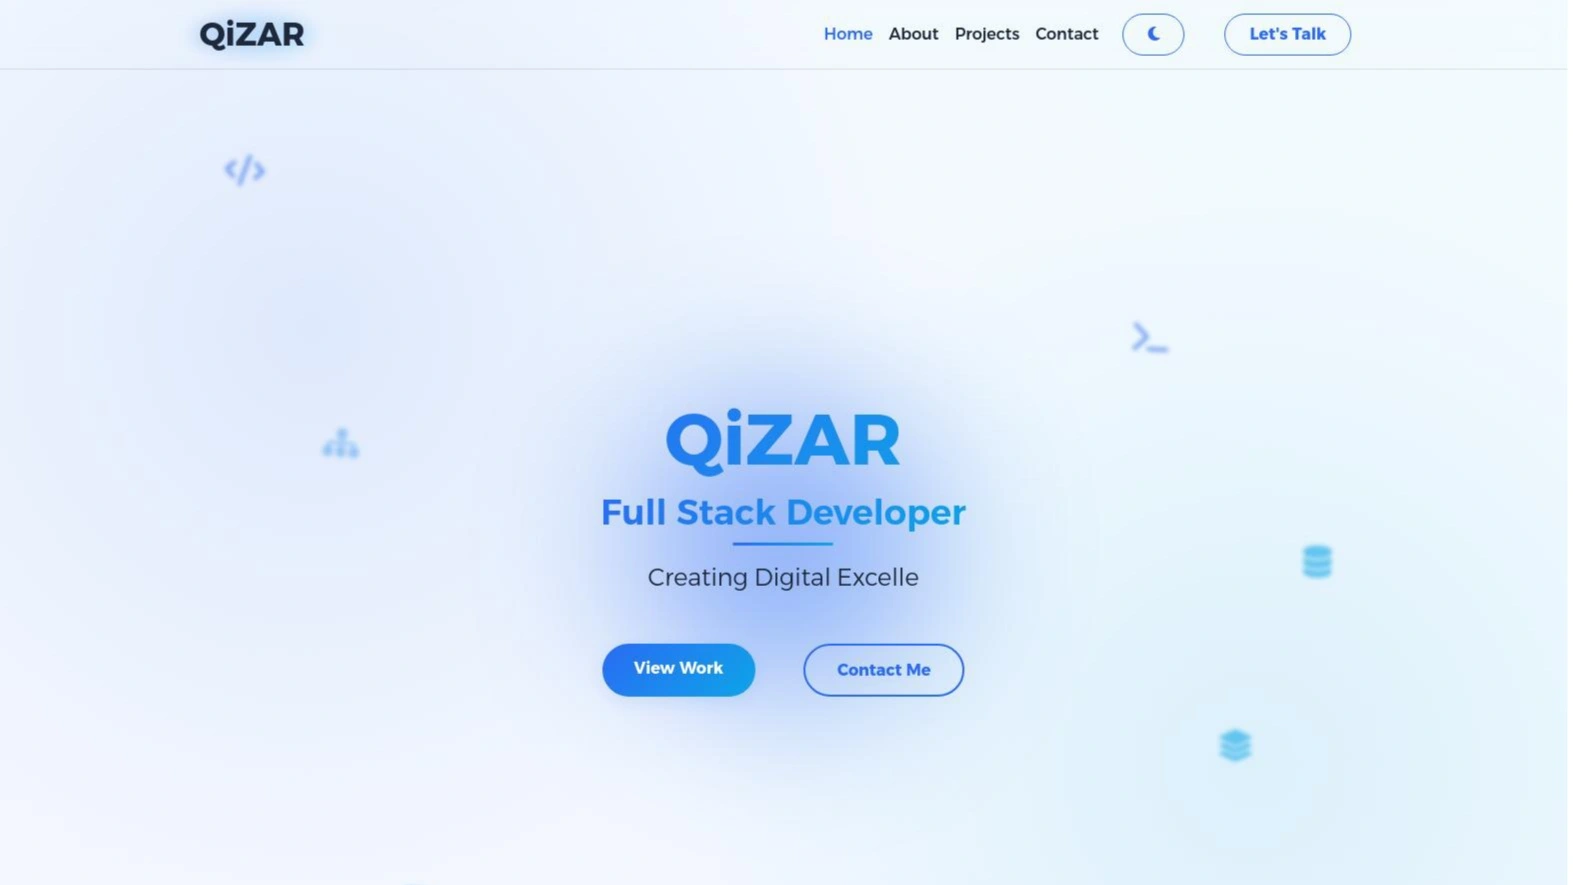 QiZAR
Home About Projects Contact Let's Talk
QiZAR
Full Stack Developer
Creating Digital Excelle
View Work Contact Me